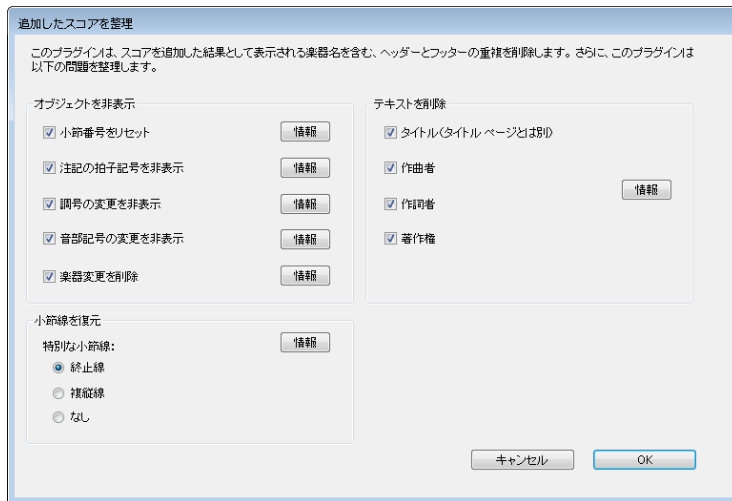 追加したスコアを整理
このプラグインは、スコアを追加した結果として表示される楽器名を含む、ヘッダーとフッターの重複を削除します。さらに、このプラグインは
以下の問題を整理します。
オブジェクトを非表示
小節番号をリセット 情報
注記の拍子記号を非表示 情報
調号の変更を非表示 情報
音部記号の変更を非表示 情報
楽器変更を削除 情報
テキストを削除
タイトル(タイトル ページとは別)
作曲者
作詞者
著作権
情報
小節線を復元
特別な小節線: 情報
終止線
複縦線
なし
キャンセル OK